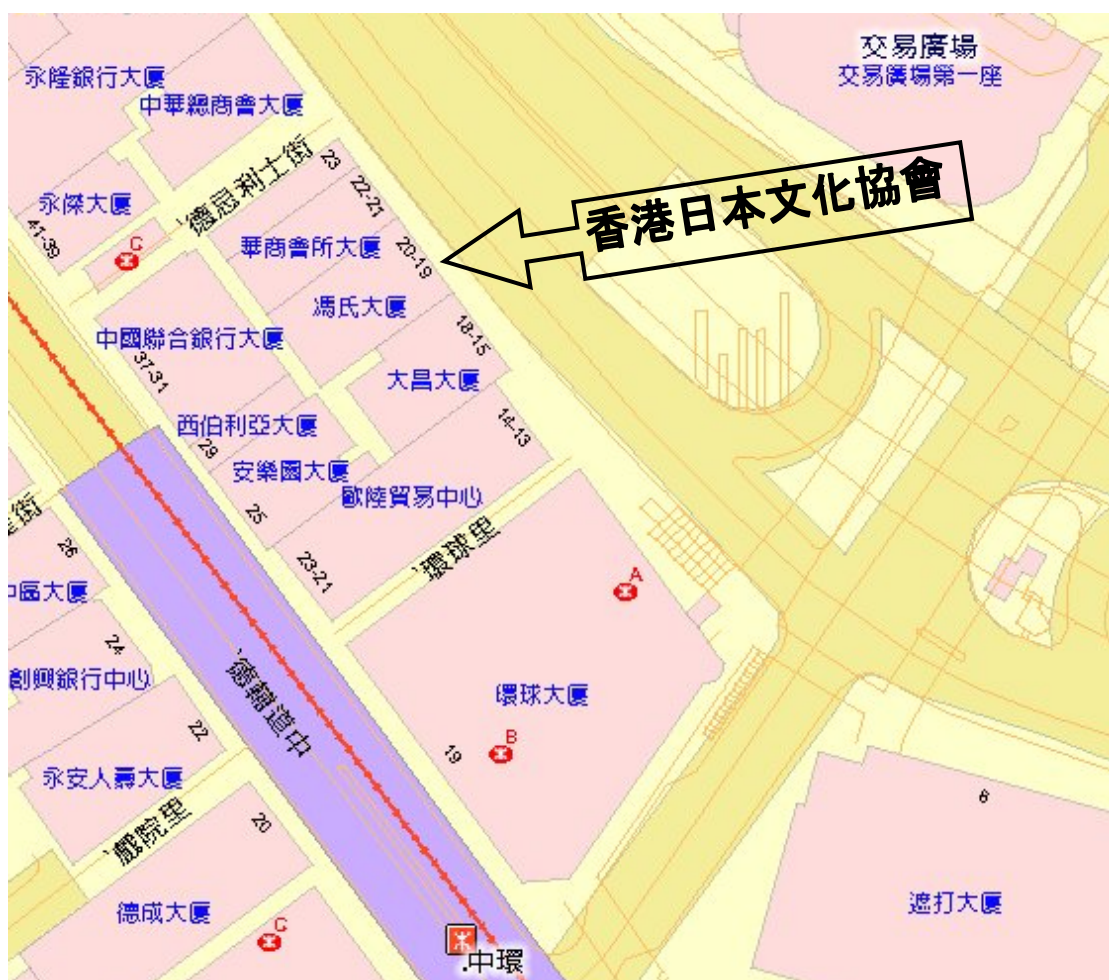 交易廣場
交易廣場第一座
永隆銀行大廈
中華總商會大廈
德忌利士街
23
22-21
香港日本文化協會
永傑大廈
41-39
C
華商會所大廈
20-19
馮氏大廈
中國聯合銀行大廈
37-31
18-15
大昌大廈
西伯利亞大廈
29
14-13
安樂園大廈
歐陸貿易中心
25
街
26
23-21
環球里
A
中區大廈
24
創興銀行中心
德輔道中
環球大廈
22
19
B
永安人壽大廈
6
戲院里
20
德成大廈
G
遮打大廈
中環